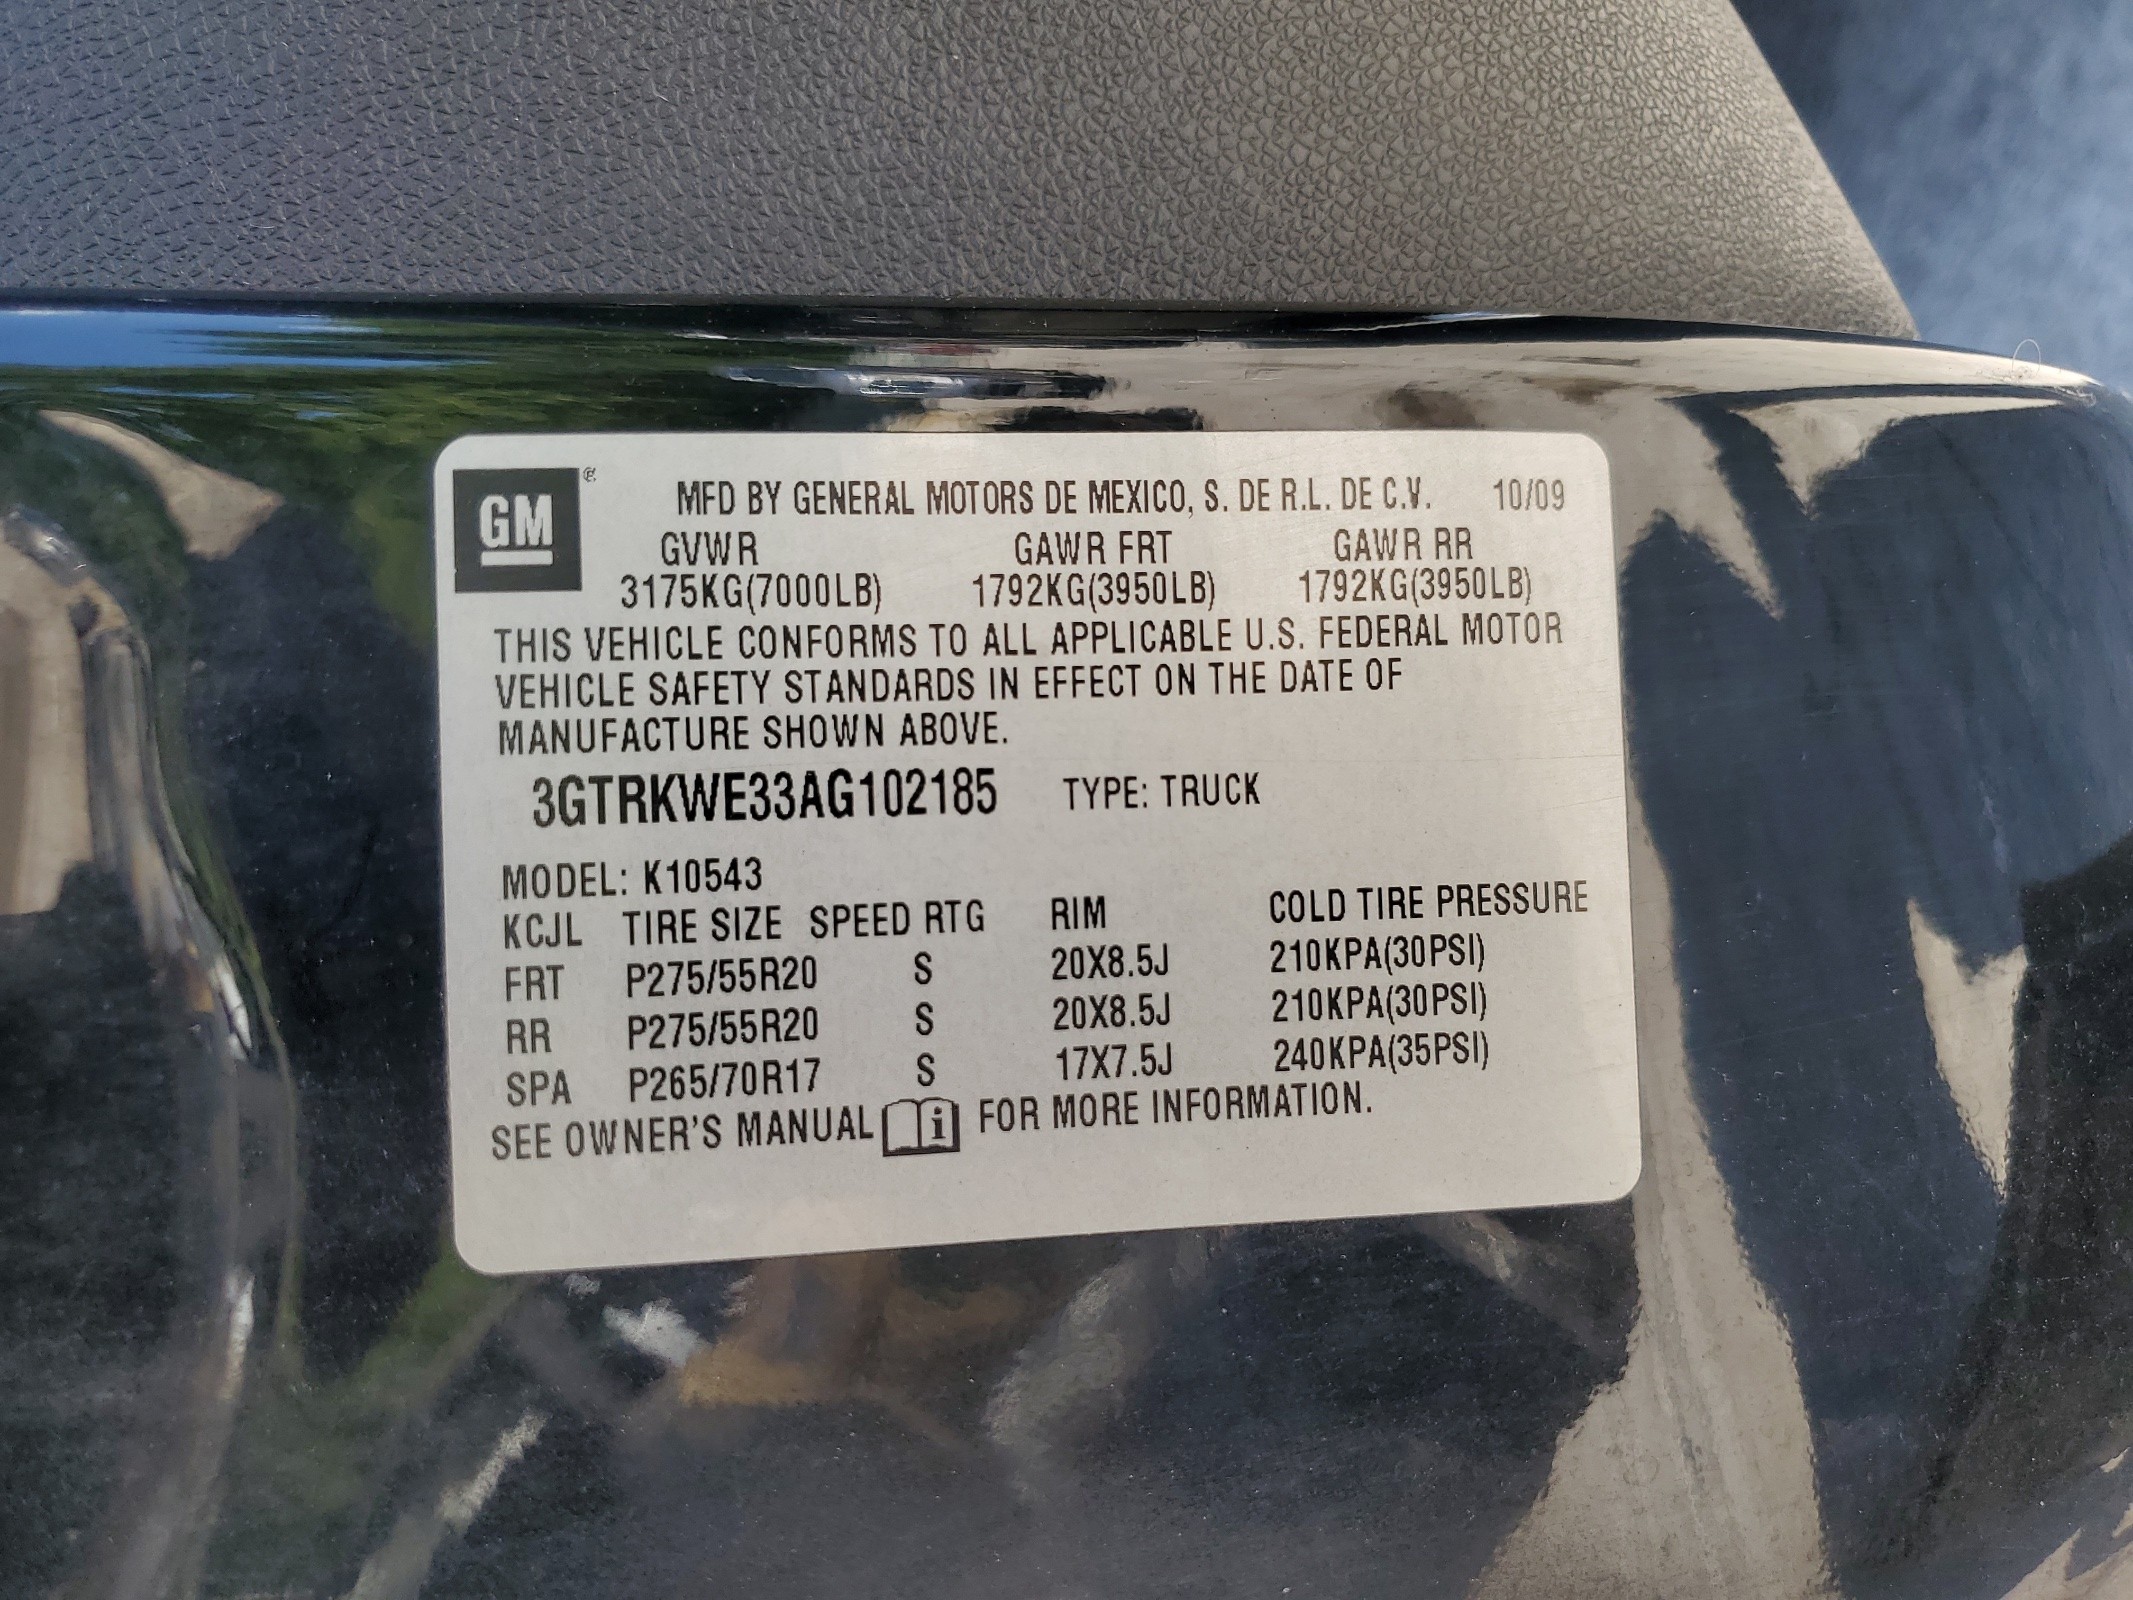 GM® MFD BY GENERAL MOTORS DE MEXICO, S. DE R.L. DE C.V. 10/09
GVWR GAWR FRT GAWR RR
3175KG(7000LB) 1792KG(3950LB) 1792KG(3950LB)
THIS VEHICLE CONFORMS TO ALL APPLICABLE U.S. FEDERAL MOTOR
VEHICLE SAFETY STANDARDS IN EFFECT ON THE DATE OF
MANUFACTURE SHOWN ABOVE.
3GTRKWE33AG102185 TYPE: TRUCK
MODEL: K10543
KCJL TIRE SIZE SPEED RTG RIM COLD TIRE PRESSURE
FRT P275/55R20 S 20X8.5J 210KPA(30PSI)
RR P275/55R20 S 20X8.5J 210KPA(30PSI)
SPA P265/70R17 S 17X7.5J 240KPA(35PSI)
SEE OWNER'S MANUAL i FOR MORE INFORMATION.